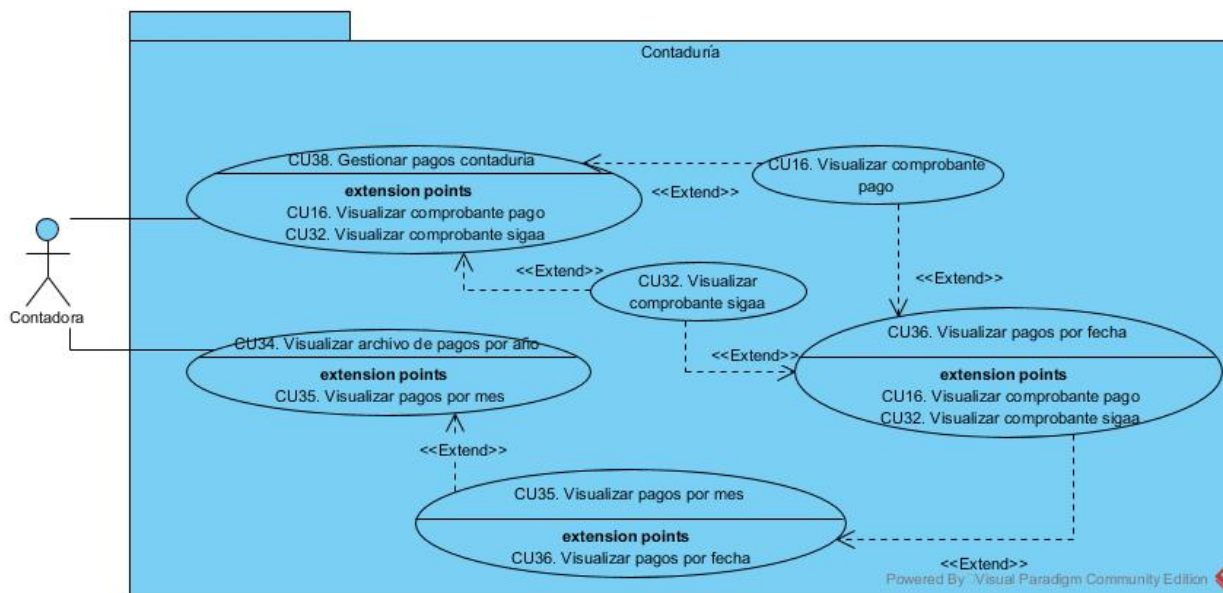 Contaduría
CU38. Gestionar pagos contaduria
extension points
CU16. Visualizar comprobante pago
CU32. Visualizar comprobante sigaa
<<Extend>>
CU16. Visualizar comprobante
pago
Contadora
<<Extend>>
CU32. Visualizar
comprobante sigaa
<<Extend>>
CU34. Visualizar archivo de pagos por año
extension points
CU35. Visualizar pagos por mes
<<Extend>>
CU36. Visualizar pagos por fecha
extension points
CU16. Visualizar comprobante pago
CU32. Visualizar comprobante sigaa
<<Extend>>
CU35. Visualizar pagos por mes
extension points
CU36. Visualizar pagos por fecha
<<Extend>>
Powered By Visual Paradigm Community Edition